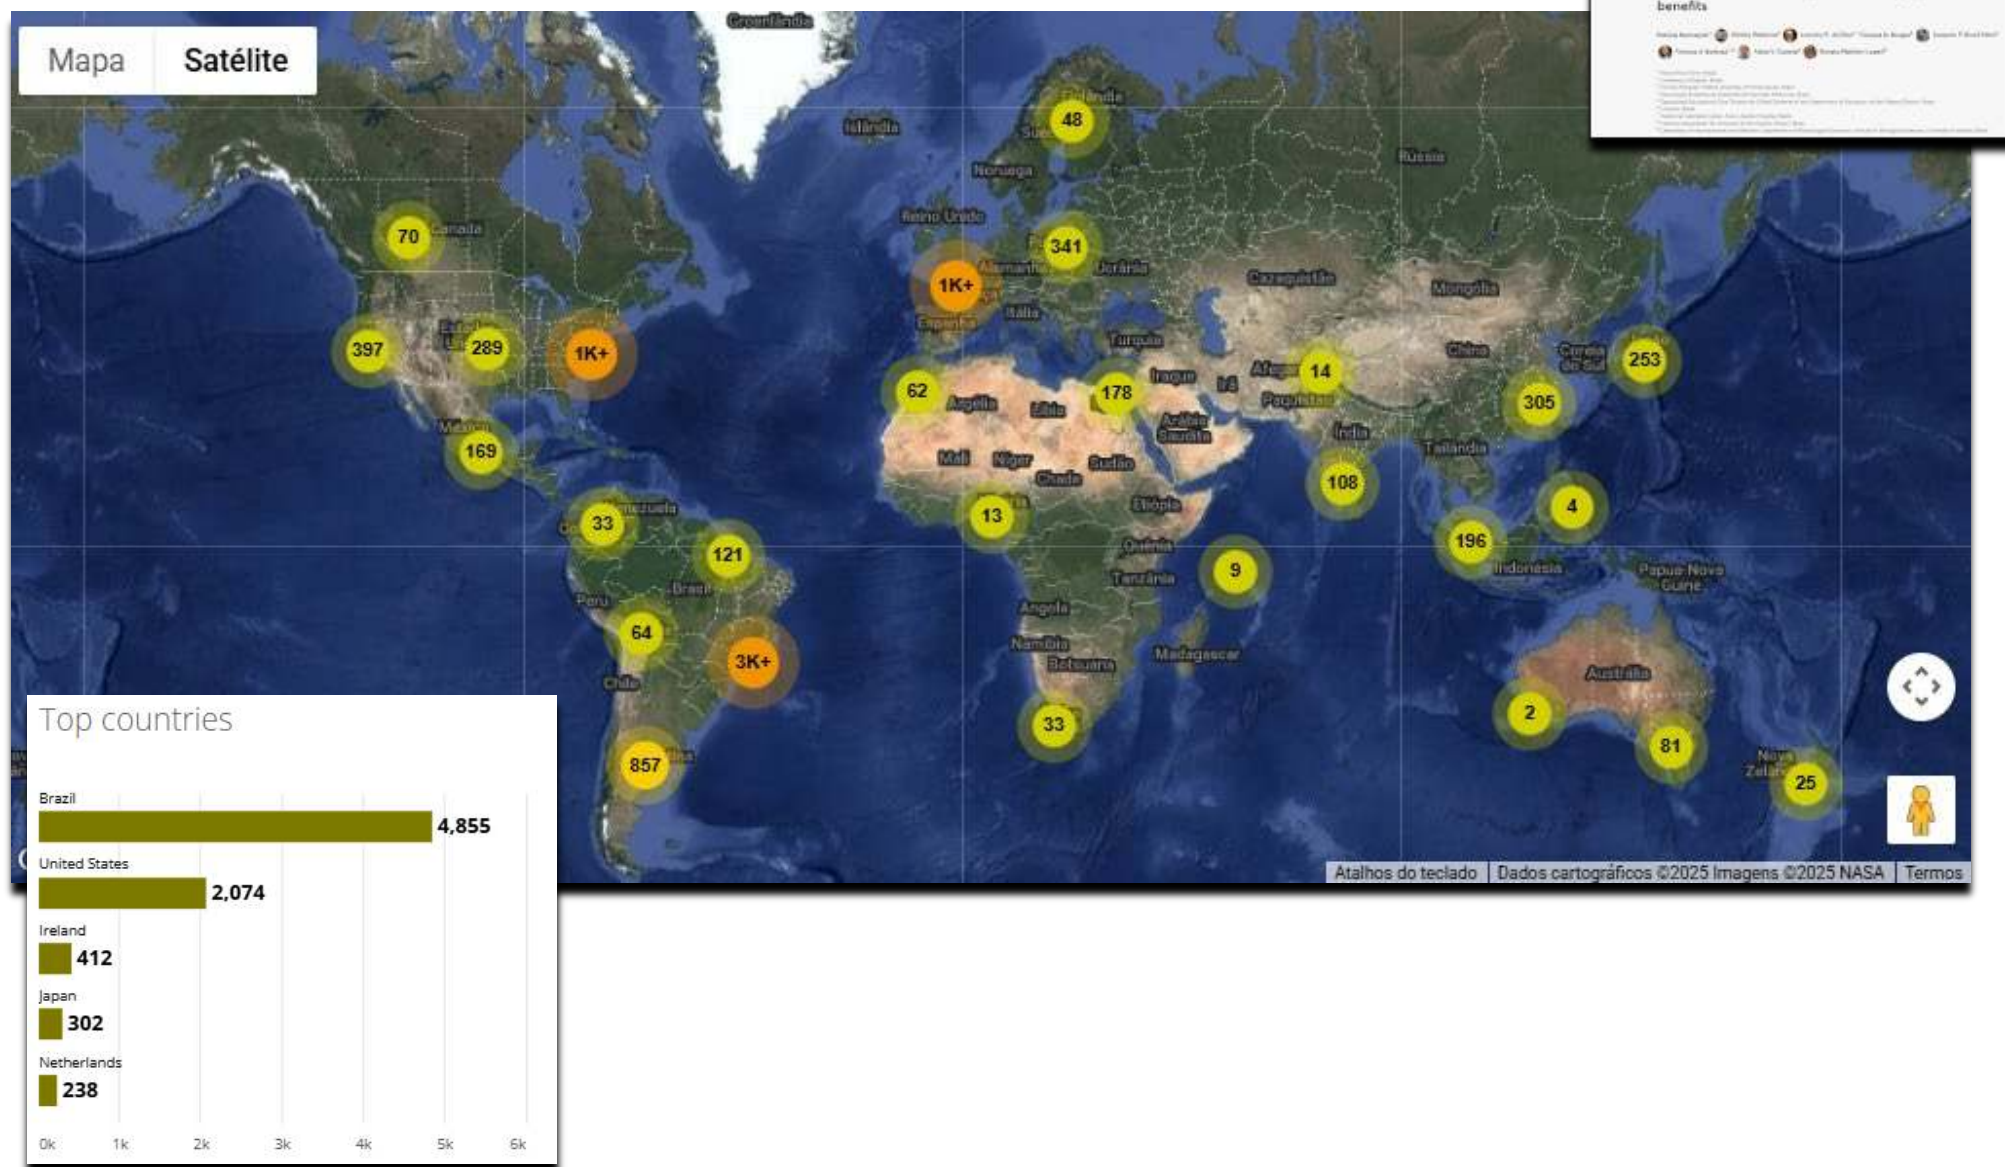 benefits
Mapa Satélite
Groenlândia
Islândia
Finlândia
48
Noruega
Rússia
Reino Unido
70 Canadá
341
1K+
Ucrânia
Cazaquistão
Mongólia
Itália
Espanha
Turquia
397
289
1K+
China
Coreia do Sul
253
62
178
Iraque
Irã
14
Paquistão
305
Argélia
Líbia
Arábia
Saudita
México
169
Índia
Tailândia
Mali
Níger
Chade
Sudão
108
4
33
Venezuela
13
Etiópia
196
Indonésia
121
Brasil
Quênia
Tanzânia
9
Papua-Nova
Guiné
Peru
64
Angola
3K+
Namíbia
Botsuana
Madagascar
Austrália
Chile
33
2
81
857
Nova
25
Atalhos do teclado Dados cartográficos ©2025 Imagens ©2025 NASA Termos
Top countries
Brazil
4,855
United States
2,074
Ireland
412
Japan
302
Netherlands
238
0k 1k 2k 3k 4k 5k 6k